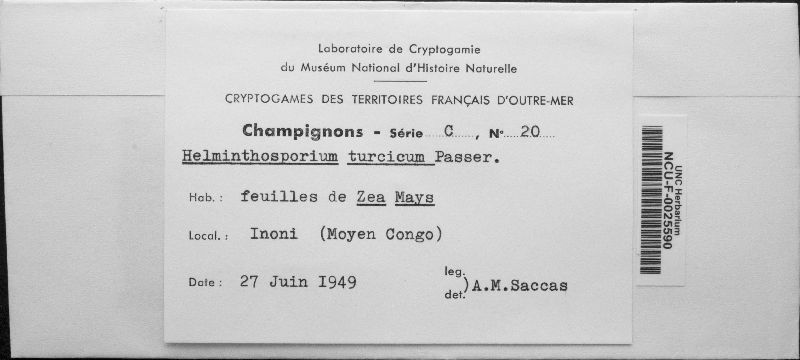 Laboratoire de Cryptogamie
du Muséum National d'Histoire Naturelle
CRYPTOGAMES DES TERRITOIRES FRANÇAIS D'OUTRE-MER
Champignons - Série C, N° 20
Helminthosporium turcicum Passer.
Hab. : feuilles de Zea Mays
Local. : Inoni (Moyen Congo)
Date : 27 Juin I949
leg.
det. ) A.M.Saccas
UNC Herbarium
NCU-F-0025590